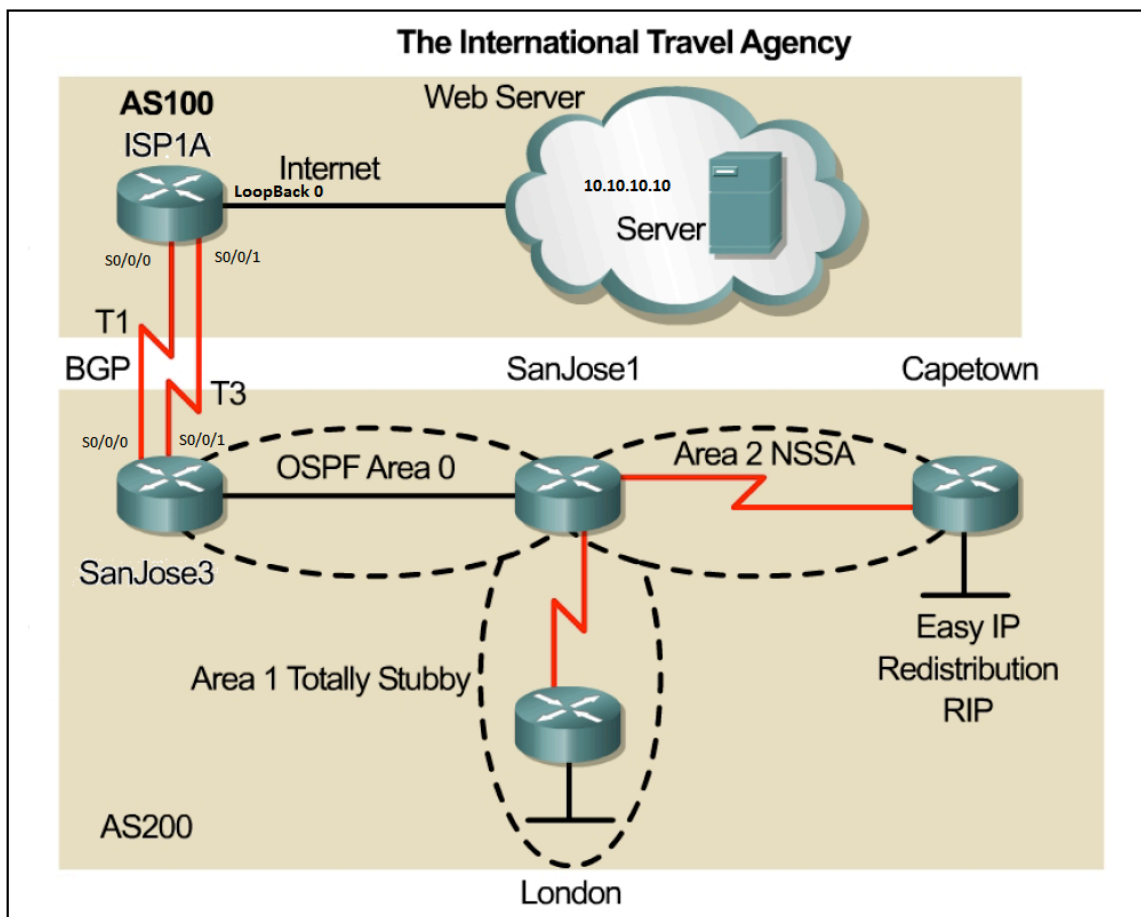 The International Travel Agency
AS100
ISP1A
Web Server
Internet
LoopBack 0
10.10.10.10
Server
S0/0/0
S0/0/1
T1
BGP
T3
SanJose1
Capetown
S0/0/0
S0/0/1
OSPF Area 0
Area 2 NSSA
SanJose3
Easy IP
Redistribution
RIP
Area 1 Totally Stubby
AS200
London